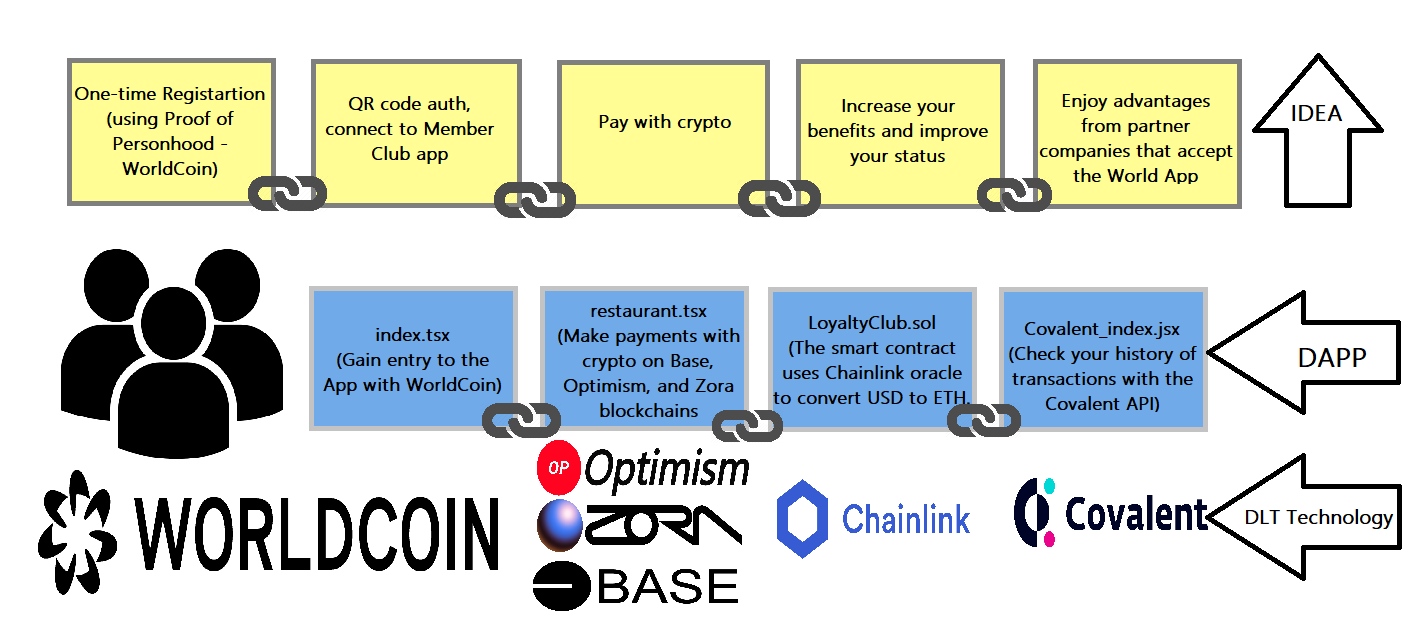 One-time Registartion
(using Proof of
Personhood -
WorldCoin)
QR code auth,
connect to Member
Club app
Pay with crypto
Increase your
benefits and improve
your status
Enjoy advantages
from partner
companies that accept
the World App
IDEA
index.tsx
(Gain entry to the
App with WorldCoin)
restaurant.tsx
(Make payments with
crypto on Base,
Optimism, and Zora
blockchains
LoyaltyClub.sol
(The smart contract
uses Chainlink oracle
to convert USD to ETH.
Covalent_index.jsx
(Check your history of
transactions with the
Covalent API)
DAPP
WORLDCOIN
OP Optimism
ZORA
BASE
Chainlink
Covalent
DLT Technology